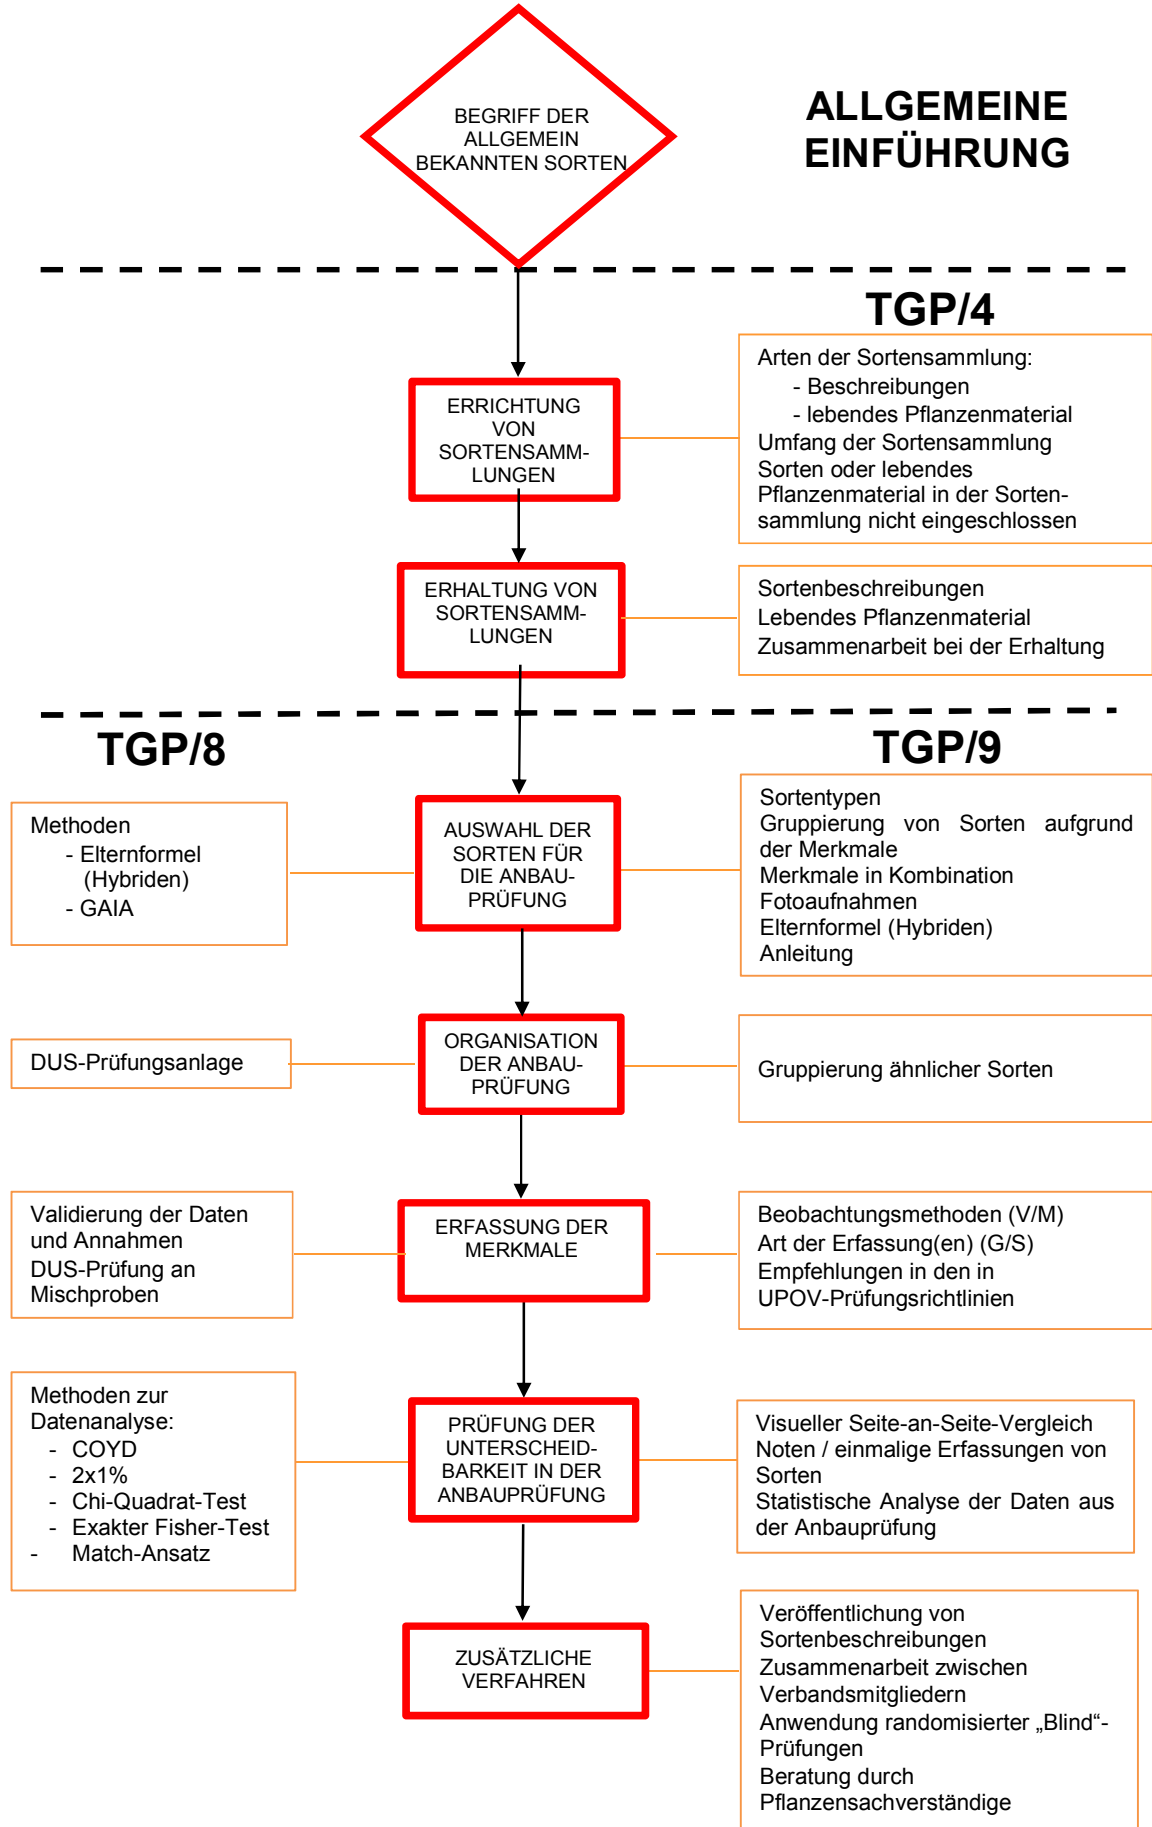 BEGRIFF DER
ALLGEMEIN
BEKANNTEN SORTEN
ALLGEMEINE
EINFÜHRUNG
TGP/4
ERRICHTUNG
VON
SORTENSAMM-
LUNGEN
Arten der Sortensammlung:
- Beschreibungen
- lebendes Pflanzenmaterial
Umfang der Sortensammlung
Sorten oder lebendes
Pflanzenmaterial in der Sorten-
sammlung nicht eingeschlossen
ERHALTUNG VON
SORTENSAMM-
LUNGEN
Sortenbeschreibungen
Lebendes Pflanzenmaterial
Zusammenarbeit bei der Erhaltung
TGP/8
TGP/9
Methoden
- Elternformel
(Hybriden)
- GAIA
AUSWAHL DER
SORTEN FÜR
DIE ANBAU-
PRÜFUNG
Sortentypen
Gruppierung von Sorten aufgrund
der Merkmale
Merkmale in Kombination
Fotoaufnahmen
Elternformel (Hybriden)
Anleitung
DUS-Prüfungsanlage
ORGANISATION
DER ANBAU-
PRÜFUNG
Gruppierung ähnlicher Sorten
Validierung der Daten
und Annahmen
DUS-Prüfung an
Mischproben
ERFASSUNG DER
MERKMALE
Beobachtungsmethoden (V/M)
Art der Erfassung(en) (G/S)
Empfehlungen in den in
UPOV-Prüfungsrichtlinien
Methoden zur
Datenanalyse:
- COYD
- 2x1%
- Chi-Quadrat-Test
- Exakter Fisher-Test
- Match-Ansatz
PRÜFUNG DER
UNTERSCHEID-
BARKEIT IN DER
ANBAUPRÜFUNG
Visueller Seite-an-Seite-Vergleich
Noten / einmalige Erfassungen von
Sorten
Statistische Analyse der Daten aus
der Anbauprüfung
ZUSÄTZLICHE
VERFAHREN
Veröffentlichung von
Sortenbeschreibungen
Zusammenarbeit zwischen
Verbandsmitgliedern
Anwendung randomisierter „Blind“-
Prüfungen
Beratung durch
Pflanzensachverständige